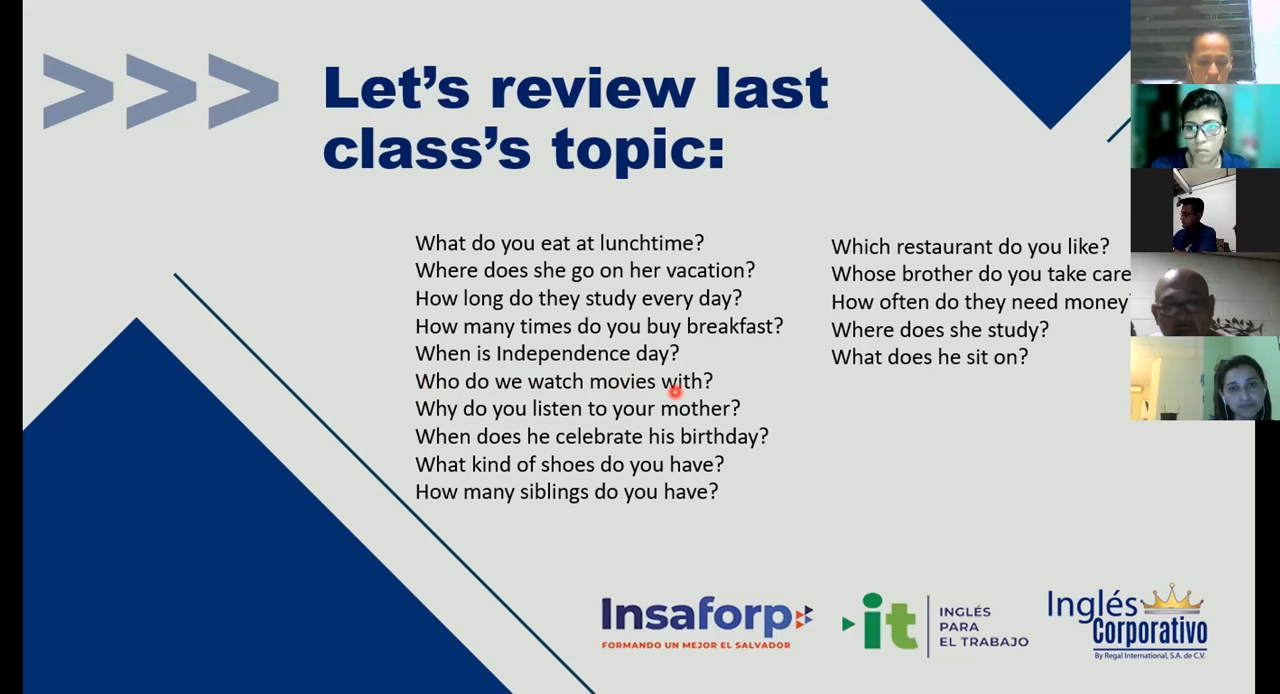 >>> Let's review last
class's topic:
What do you eat at lunchtime?
Where does she go on her vacation?
How long do they study every day?
How many times do you buy breakfast?
When is Independence day?
Who do we watch movies with?
Why do you listen to your mother?
When does he celebrate his birthday?
What kind of shoes do you have?
How many siblings do you have?
Which restaurant do you like?
Whose brother do you take care
How often do they need money
Where does she study?
What does he sit on?
Insaforp
FORMANDO UN MEJOR EL SALVADOR
it
INGLÉS
PARA
EL TRABAJO
Inglés
Corporativo
By Regal International, S.A. de C.V.